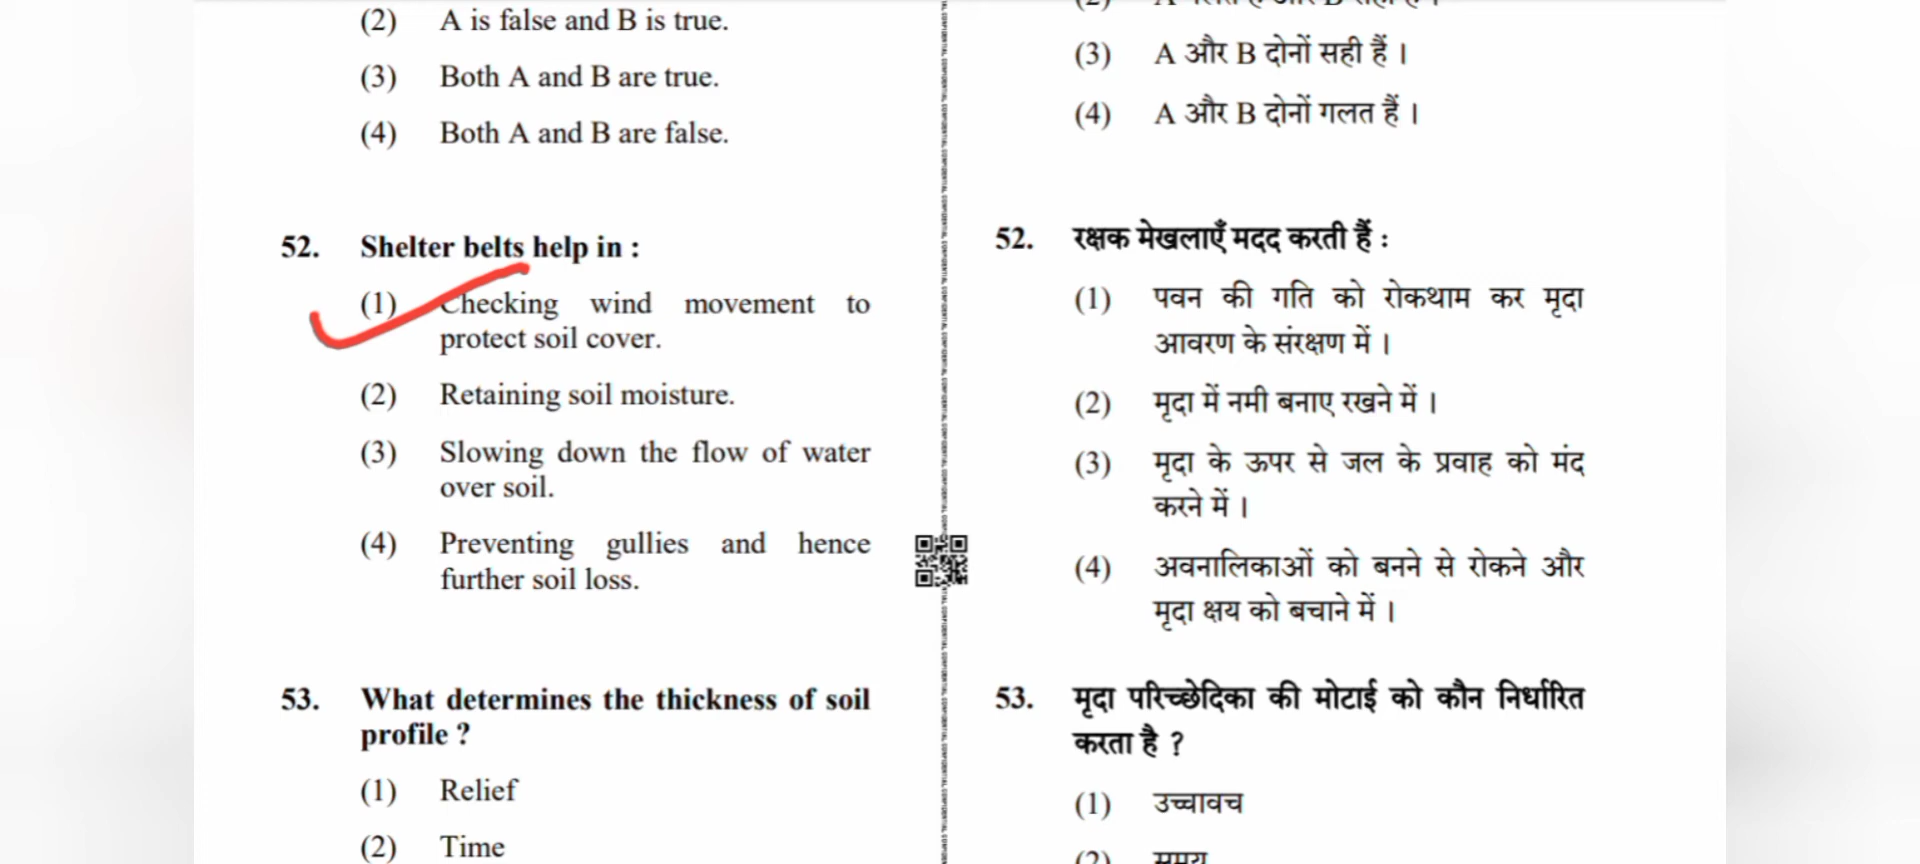 (2) A is false and B is true.
(3) Both A and B are true.
(4) Both A and B are false.
52. Shelter belts help in :
(1) Checking wind movement to
protect soil cover.
(2) Retaining soil moisture.
(3) Slowing down the flow of water
over soil.
(4) Preventing gullies and hence
further soil loss.
53. What determines the thickness of soil
profile ?
(1) Relief
(2) Time
(3) A और B दोनों सही हैं ।
(4) A और B दोनों गलत हैं ।
52. रक्षक मेखलाएँ मदद करती हैं :
(1) पवन की गति को रोकथाम कर मृदा
आवरण के संरक्षण में ।
(2) मृदा में नमी बनाए रखने में ।
(3) मृदा के ऊपर से जल के प्रवाह को मंद
करने में ।
(4) अवनालिकाओं को बनने से रोकने और
मृदा क्षय को बचाने में ।
53. मृदा परिच्छेदिका की मोटाई को कौन निर्धारित
करता है ?
(1) उच्चावच
(2) समय